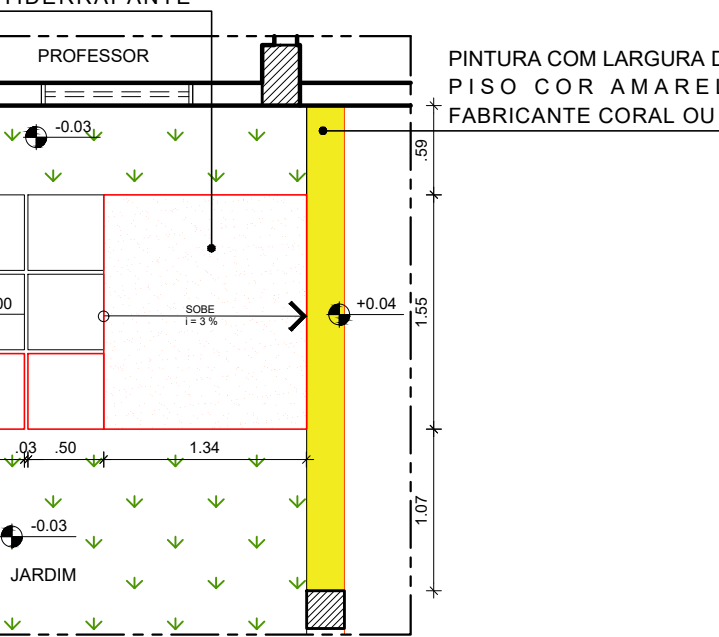 PROFESSOR
PINTURA COM LARGURA
PISO COR AMAREL
FABRICANTE CORAL OU
-0.03
.59
SOBE
i = 3 %
+0.04
1.55
.03 .50 1.34
1.07
-0.03
JARDIM